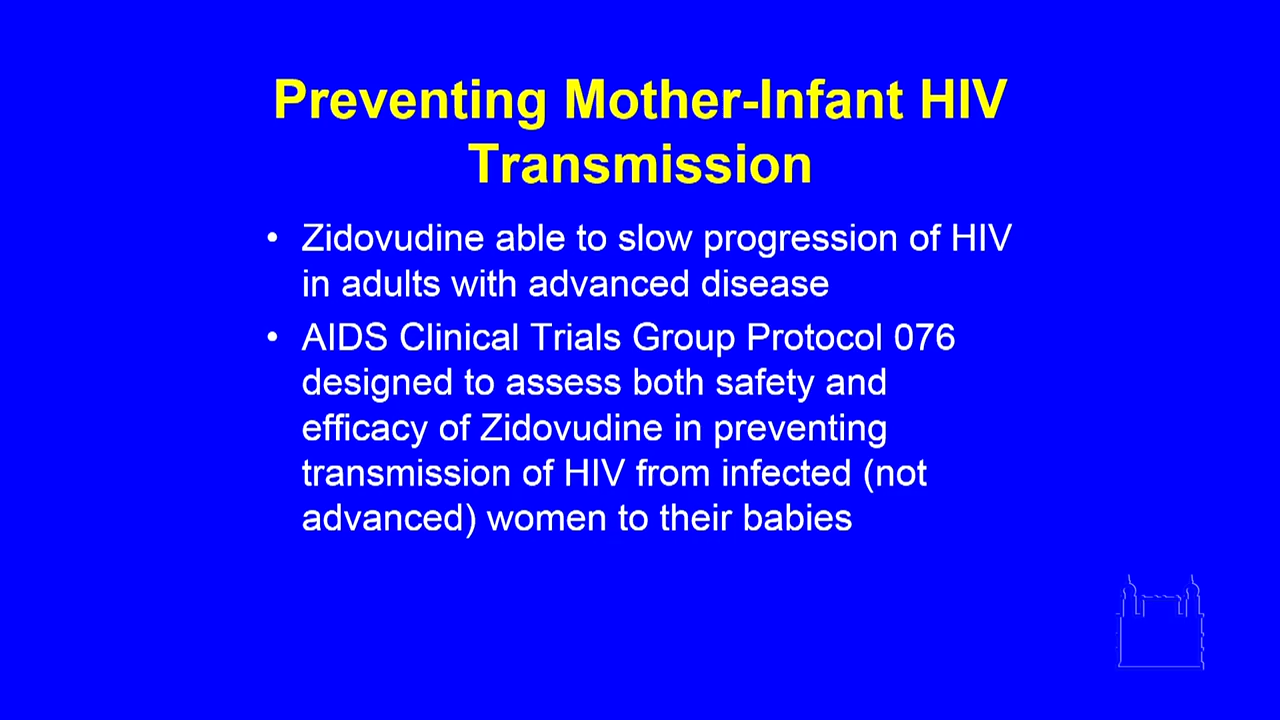 Preventing Mother-Infant HIV
Transmission
• Zidovudine able to slow progression of HIV
in adults with advanced disease
• AIDS Clinical Trials Group Protocol 076
designed to assess both safety and
efficacy of Zidovudine in preventing
transmission of HIV from infected (not
advanced) women to their babies